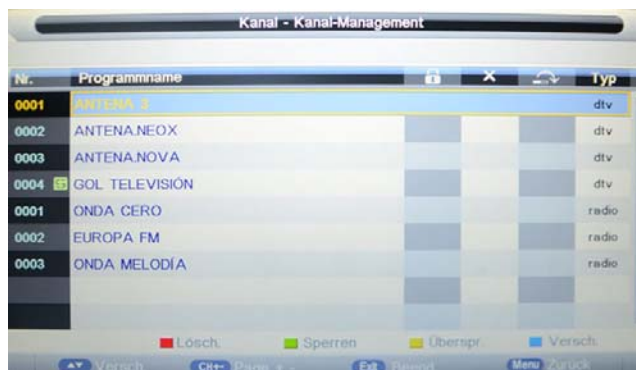 Kanal - Kanal-Management
Nr. Programmname Typ
0001 ANTENA 3 dtv
0002 ANTENA.NEOX dtv
0003 ANTENA.NOVA dtv
0004 GOL TELEVISIÓN dtv
0001 ONDA CERO radio
0002 EUROPA FM radio
0003 ONDA MELODÍA radio
Lösch. Sperren Überspr. Versch.
Versch CH+- Page + - Exit Menu Zurück